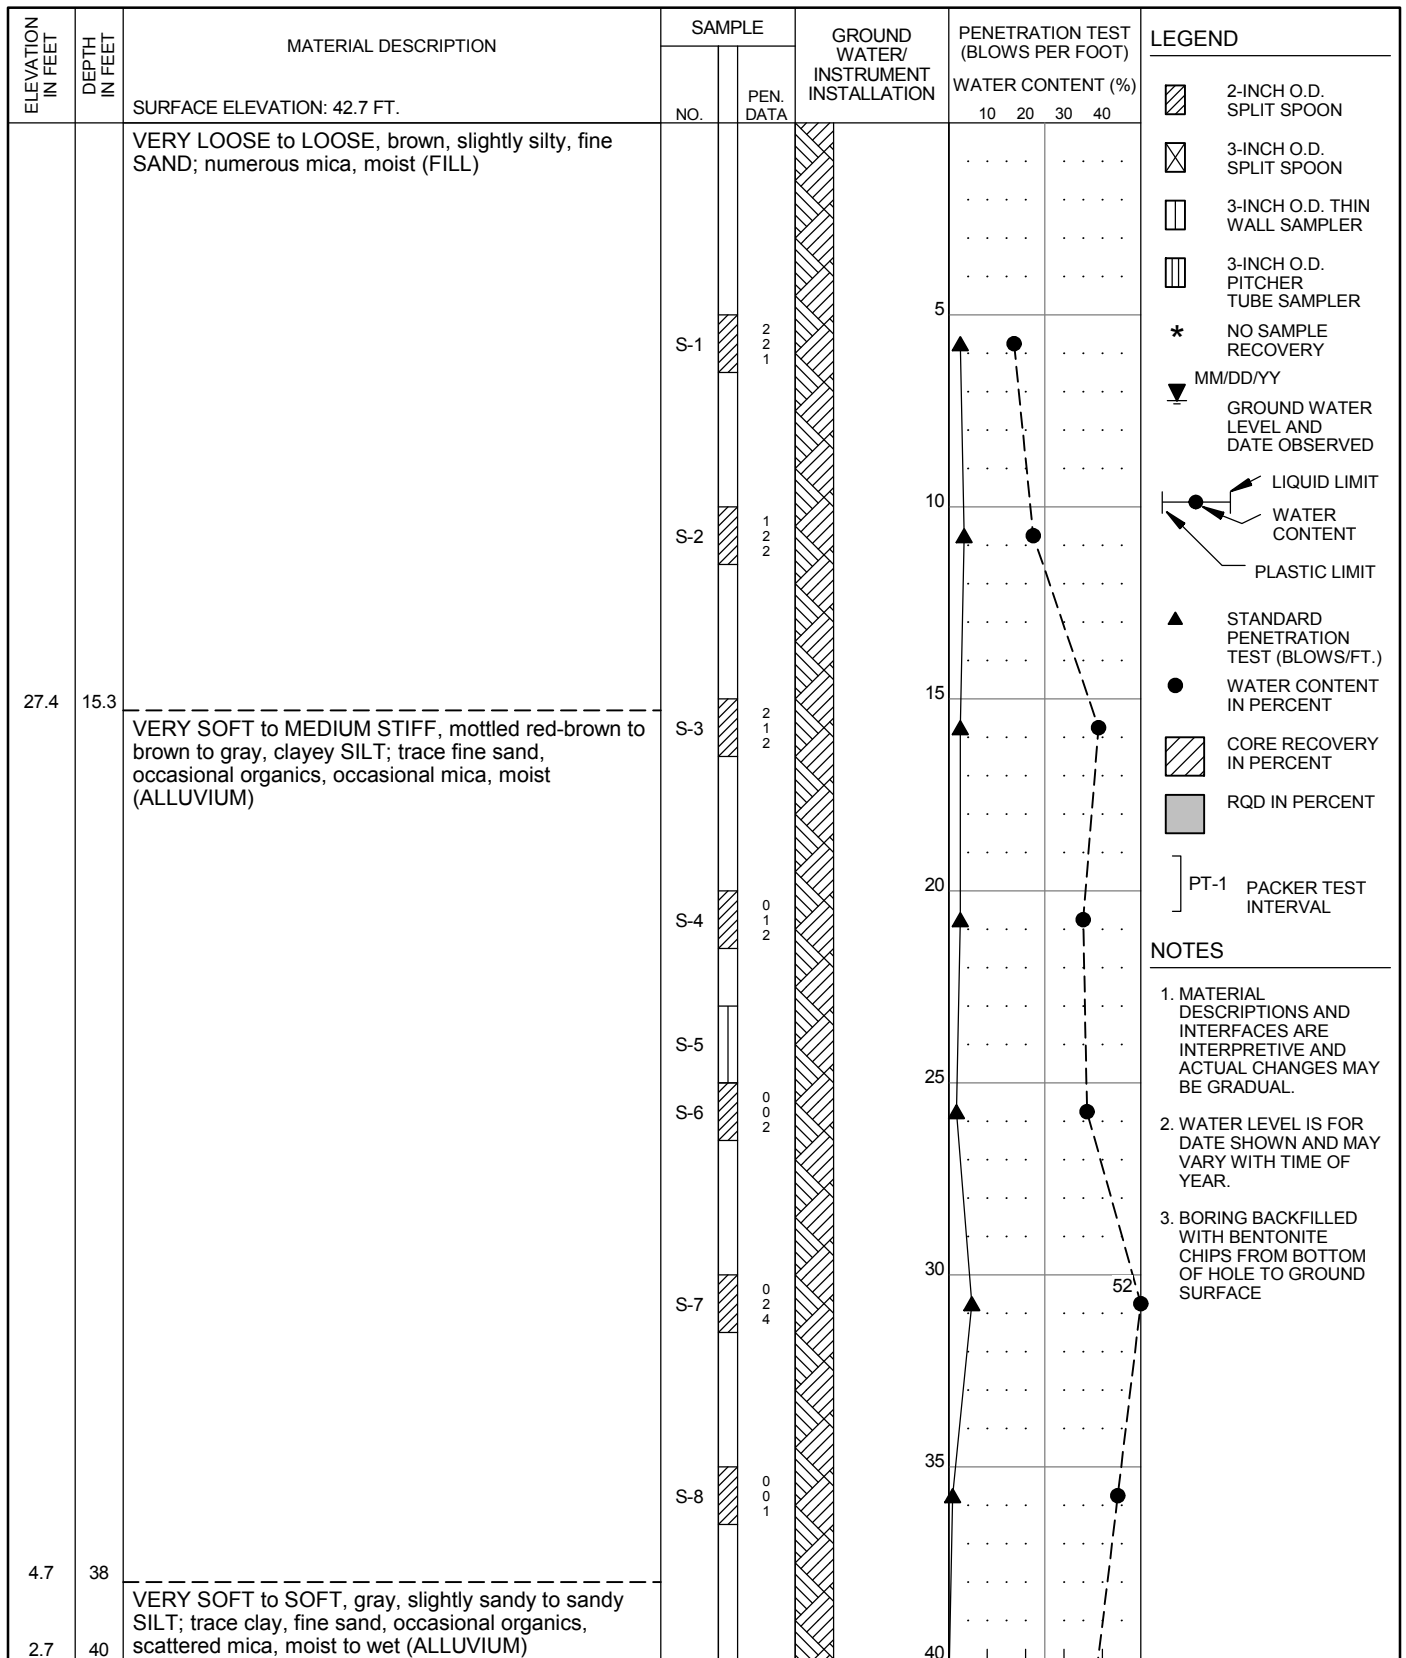 ELEVATION
IN FEET
DEPTH
IN FEET
MATERIAL DESCRIPTION
SURFACE ELEVATION: 42.7 FT.
SAMPLE
NO.
PEN.
DATA
GROUND
WATER/
INSTRUMENT
INSTALLATION
PENETRATION TEST
(BLOWS PER FOOT)
WATER CONTENT (%)
10 20 30 40
VERY LOOSE to LOOSE, brown, slightly silty, fine
SAND; numerous mica, moist (FILL)
5
S-1
2
2
1
10
S-2
1
2
2
27.4 15.3
15
VERY SOFT to MEDIUM STIFF, mottled red-brown to
brown to gray, clayey SILT; trace fine sand,
occasional organics, occasional mica, moist
(ALLUVIUM)
S-3
2
1
2
20
S-4
0
1
2
S-5
25
S-6
0
0
2
30
52
S-7
0
2
4
35
S-8
0
0
1
4.7 38
VERY SOFT to SOFT, gray, slightly sandy to sandy
SILT; trace clay, fine sand, occasional organics,
scattered mica, moist to wet (ALLUVIUM)
2.7 40
40
LEGEND
2-INCH O.D.
SPLIT SPOON
3-INCH O.D.
SPLIT SPOON
3-INCH O.D. THIN
WALL SAMPLER
3-INCH O.D.
PITCHER
TUBE SAMPLER
* NO SAMPLE
RECOVERY
MM/DD/YY
GROUND WATER
LEVEL AND
DATE OBSERVED
LIQUID LIMIT
WATER
CONTENT
PLASTIC LIMIT
STANDARD
PENETRATION
TEST (BLOWS/FT.)
WATER CONTENT
IN PERCENT
CORE RECOVERY
IN PERCENT
RQD IN PERCENT
PT-1 PACKER TEST
INTERVAL
NOTES
1. MATERIAL
DESCRIPTIONS AND
INTERFACES ARE
INTERPRETIVE AND
ACTUAL CHANGES MAY
BE GRADUAL.
2. WATER LEVEL IS FOR
DATE SHOWN AND MAY
VARY WITH TIME OF
YEAR.
3. BORING BACKFILLED
WITH BENTONITE
CHIPS FROM BOTTOM
OF HOLE TO GROUND
SURFACE